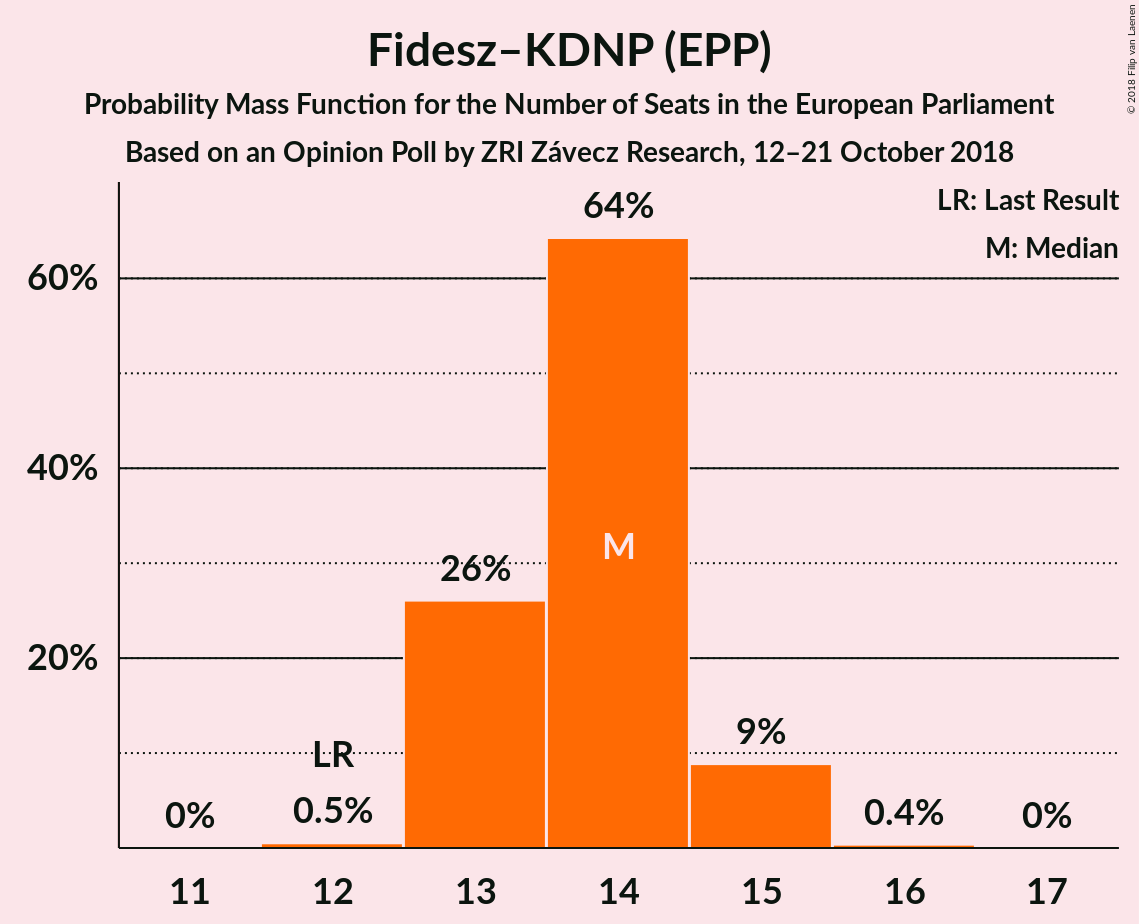 Fidesz–KDNP (EPP)
Probability Mass Function for the Number of Seats in the European Parliament
Based on an Opinion Poll by ZRI Závecz Research, 12–21 October 2018
© 2018 Filip van Laenen
LR: Last Result
M: Median
60%
40%
20%
0%
LR
0.5%
26%
64%
M
9%
0.4%
0%
11 12 13 14 15 16 17